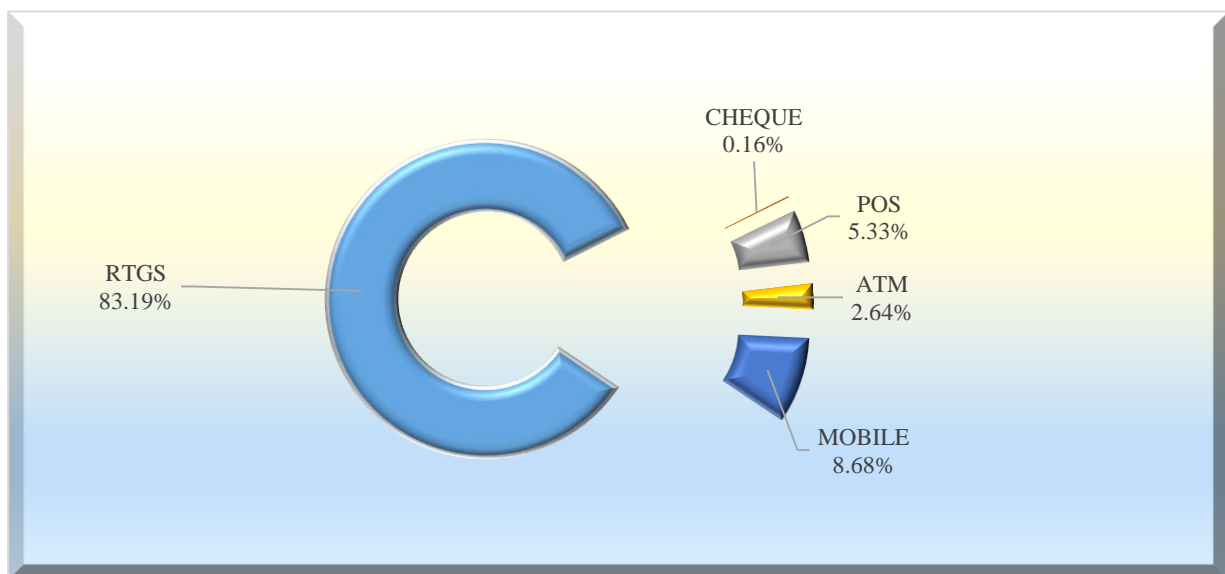 CHEQUE
0.16%
POS
5.33%
RTGS
83.19%
ATM
2.64%
MOBILE
8.68%